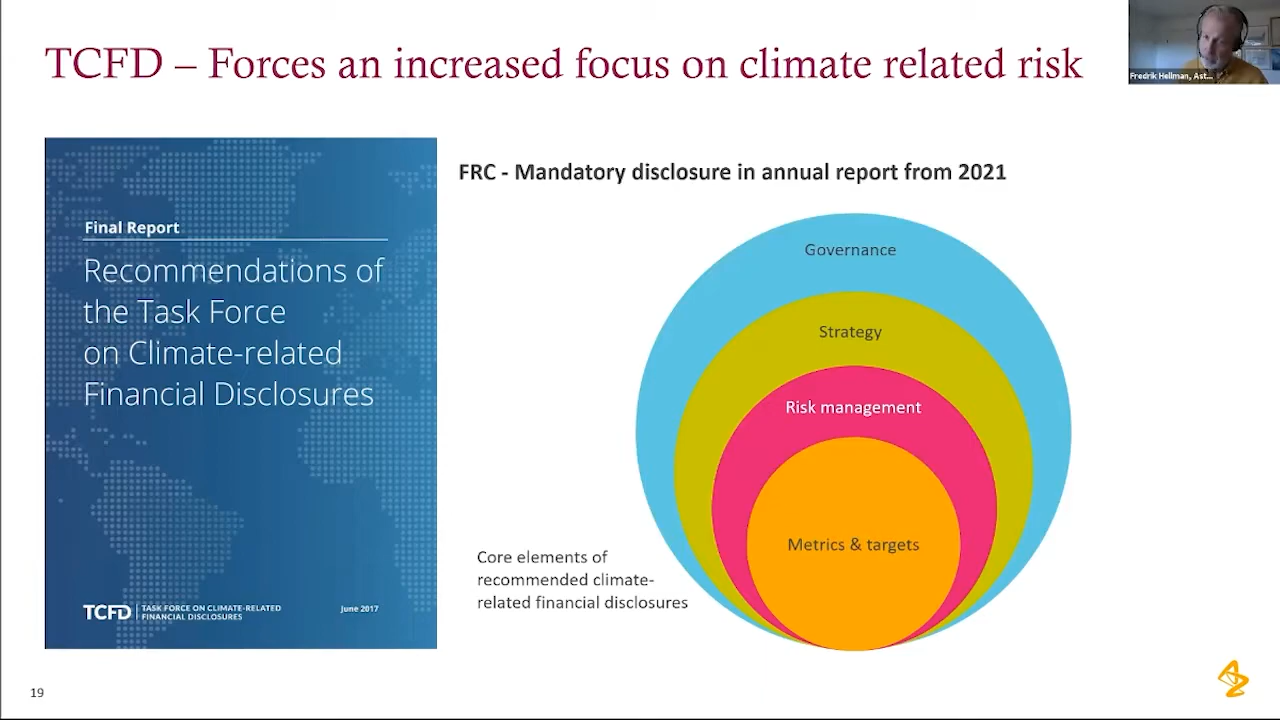 TCFD – Forces an increased focus on climate related risk
Fredrik Hellman, Ast...
FRC - Mandatory disclosure in annual report from 2021
Final Report
Recommendations of
the Task Force
on Climate-related
Financial Disclosures
TCFD
TASK FORCE ON CLIMATE-RELATED
FINANCIAL DISCLOSURES
June 2017
Governance
Strategy
Risk management
Metrics & targets
Core elements of
recommended climate-
related financial disclosures
19